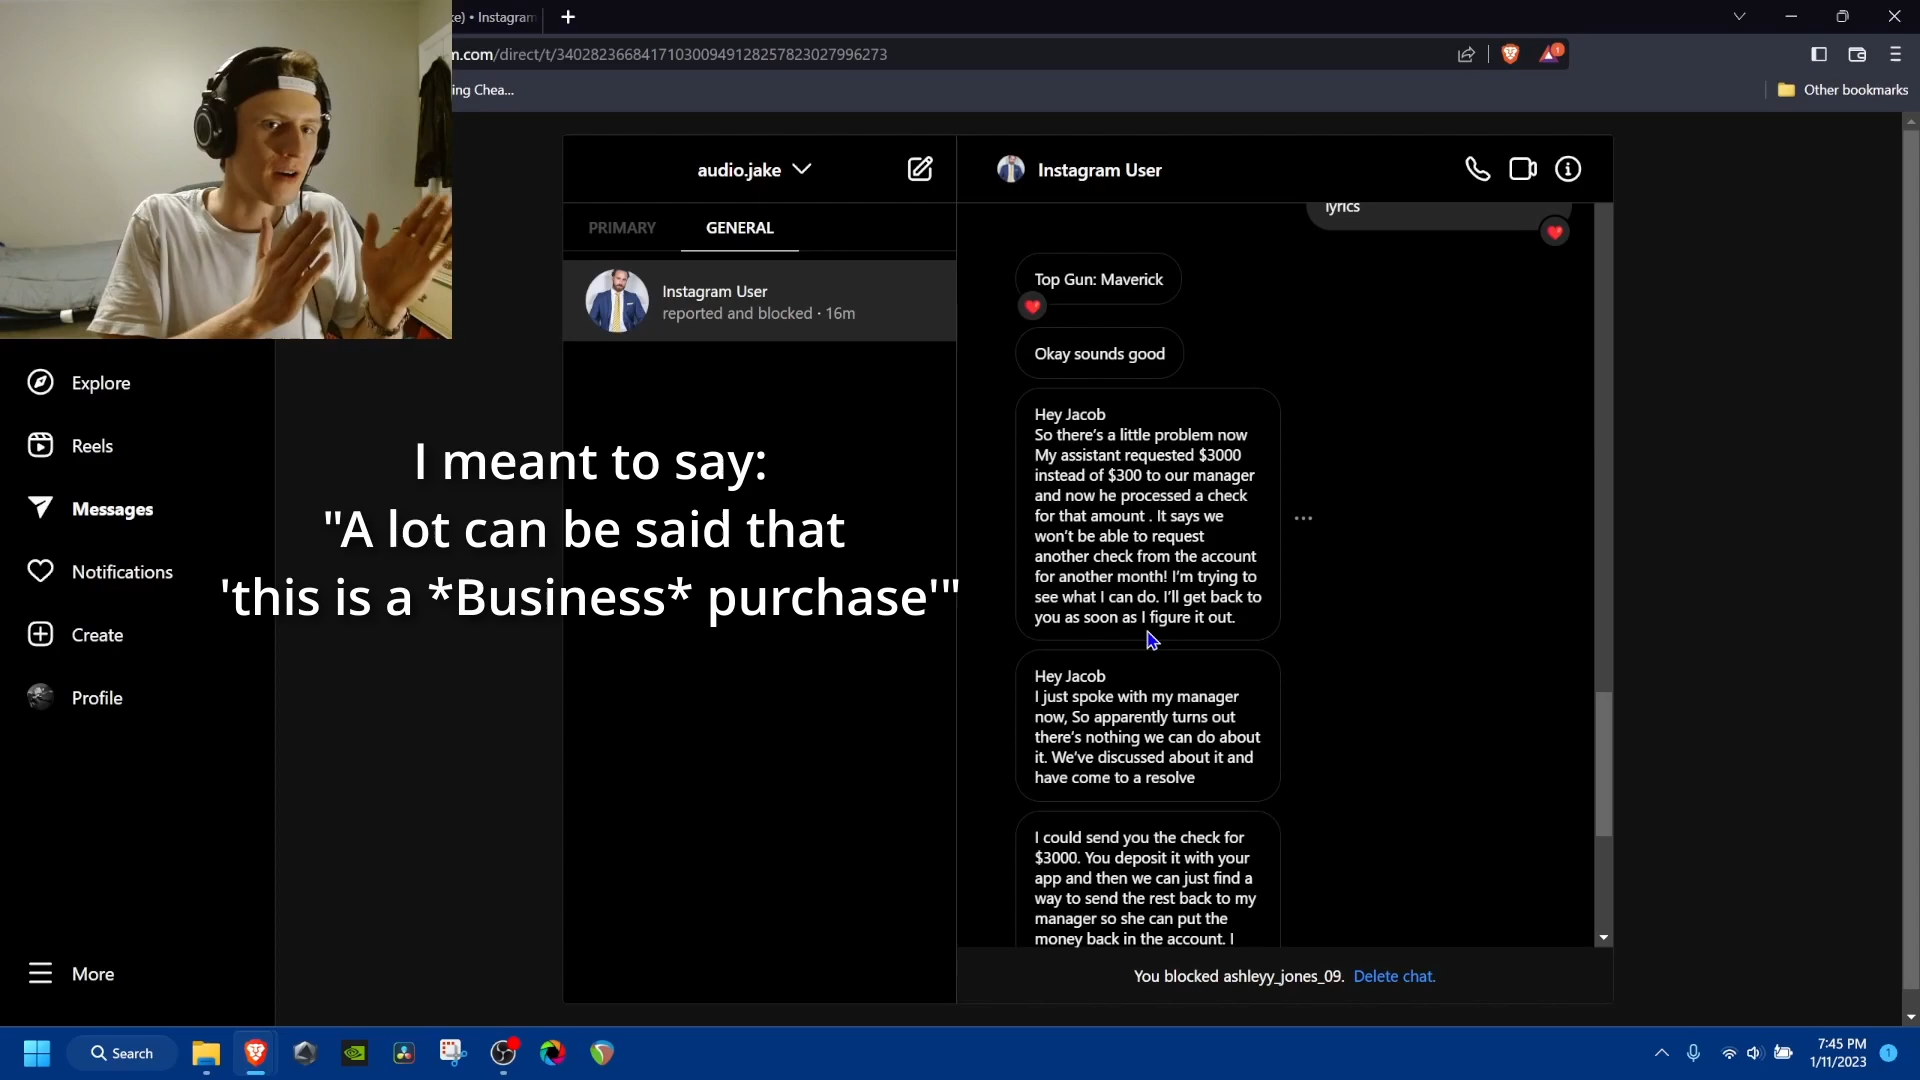 ke) • Instagram
m.com/direct/t/340282366841710300949128257823027996273
1
ing Chea...
Other bookmarks
audio.jake
Instagram User
PRIMARY
GENERAL
Instagram User
reported and blocked · 16m
Explore
Reels
Messages
Notifications
Create
Profile
More
I meant to say:
"A lot can be said that
'this is a *Business* purchase'"
lyrics
Top Gun: Maverick
Okay sounds good
Hey Jacob
So there's a little problem now
My assistant requested $3000
instead of $300 to our manager
and now he processed a check
for that amount . It says we
won't be able to request
another check from the account
for another month! I'm trying to
see what I can do. I'll get back to
you as soon as I figure it out.
Hey Jacob
I just spoke with my manager
now, So apparently turns out
there's nothing we can do about
it. We've discussed about it and
have come to a resolve
I could send you the check for
$3000. You deposit it with your
app and then we can just find a
way to send the rest back to my
manager so she can put the
money back in the account. I
You blocked ashleyy_jones_09. Delete chat.
Search
7:45 PM
1/11/2023
1